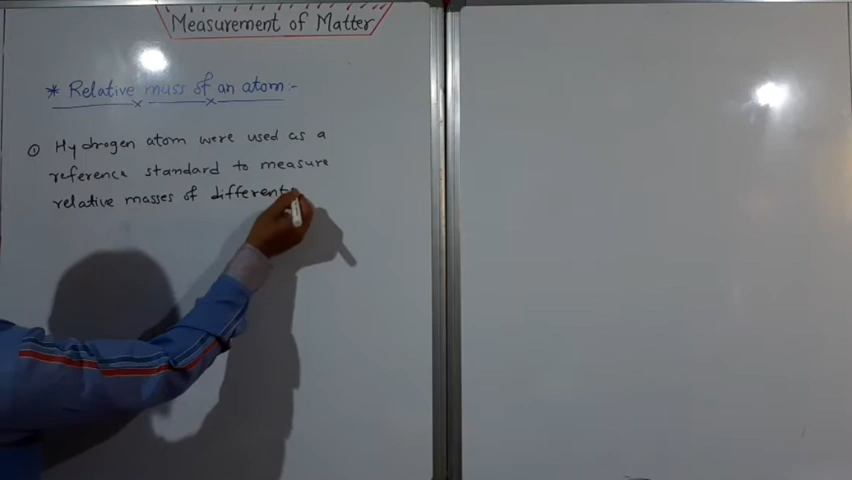 Measurement of Matter
* Relative mass of an atom :-
① Hydrogen atom were used as a
reference standard to measure
relative masses of different